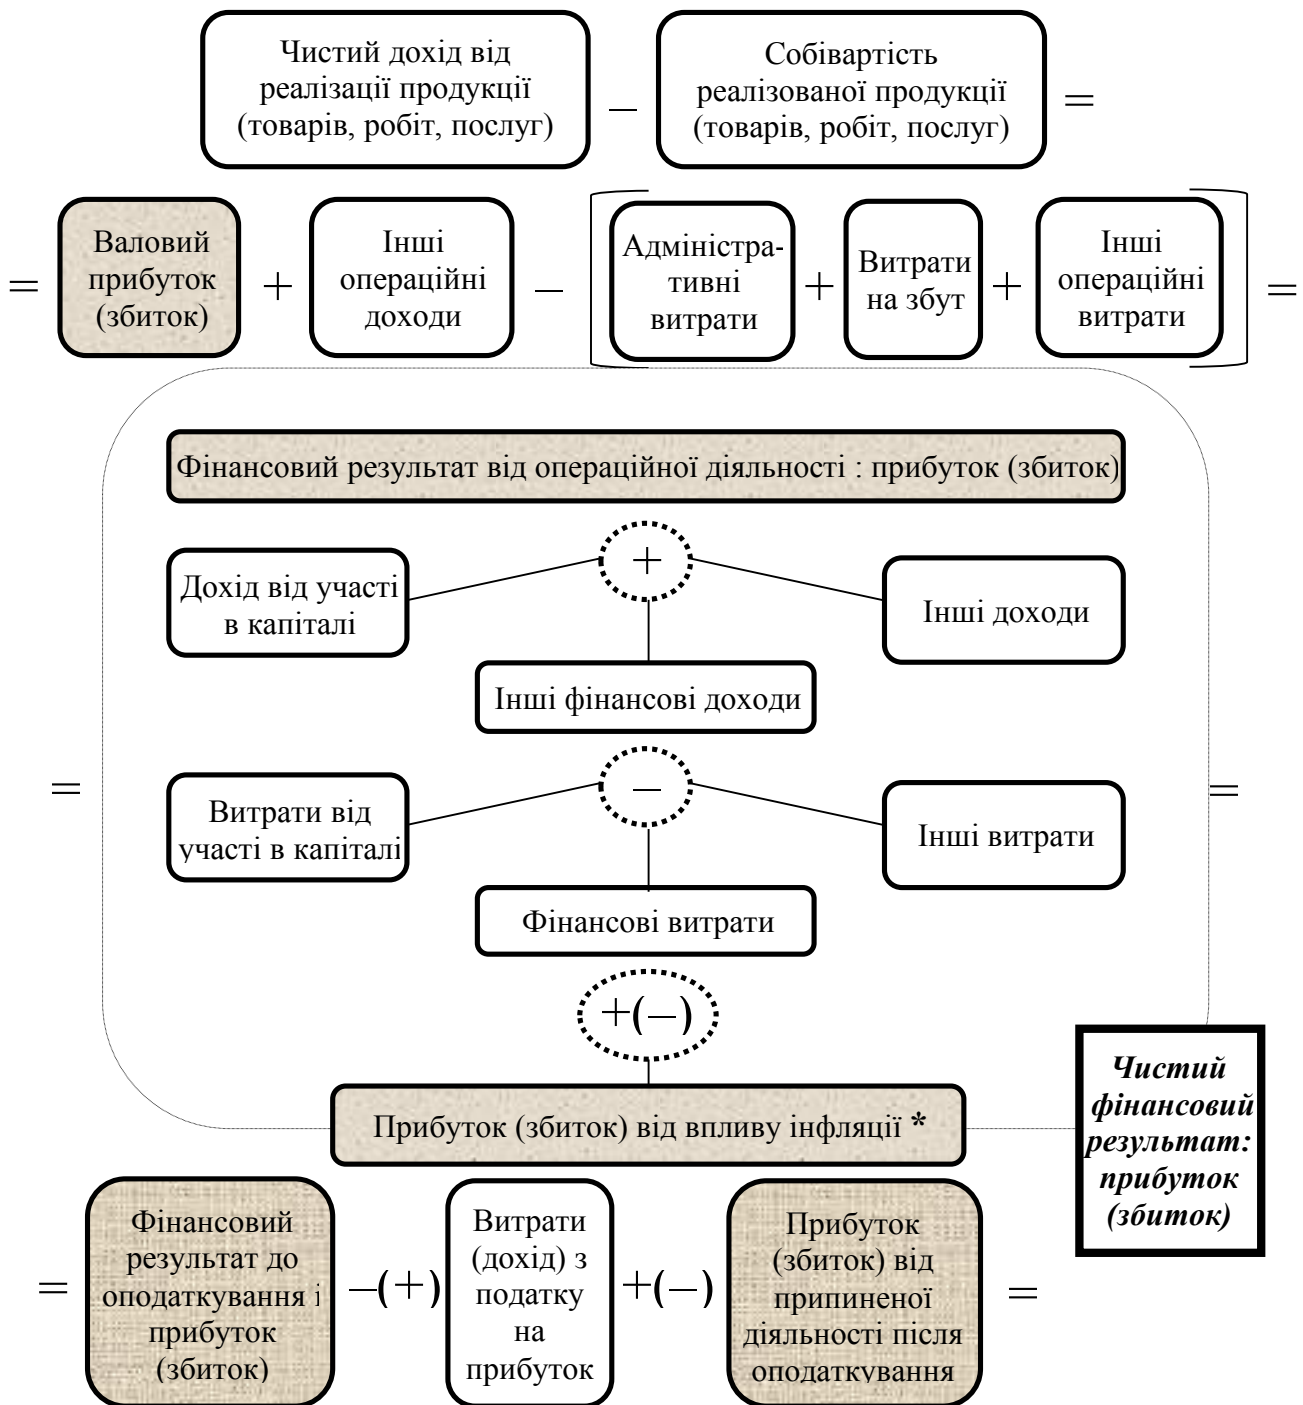 Чистий дохід від
реалізації продукції
(товарів, робіт, послуг)
–
Собівартість
реалізованої продукції
(товарів, робіт, послуг)
=
=
Валовий
прибуток
(збиток)
+
Інші
операційні
доходи
–
Адміністра-
тивні
витрати
+
Витрати
на збут
+
Інші
операційні
витрати
=
Фінансовий результат від операційної діяльності : прибуток (збиток)
+
Дохід від участі
в капіталі
Інші доходи
Інші фінансові доходи
=
–
=
Витрати від
участі в капіталі
Інші витрати
Фінансові витрати
+(–)
Прибуток (збиток) від впливу інфляції *
Чистий
фінансовий
результат:
прибуток
(збиток)
=
Фінансовий
результат до
оподаткування і
прибуток
(збиток)
–(+)
Витрати
(дохід) з
податку
на
прибуток
+(–)
Прибуток
(збиток) від
припиненої
діяльності після
оподаткування
=